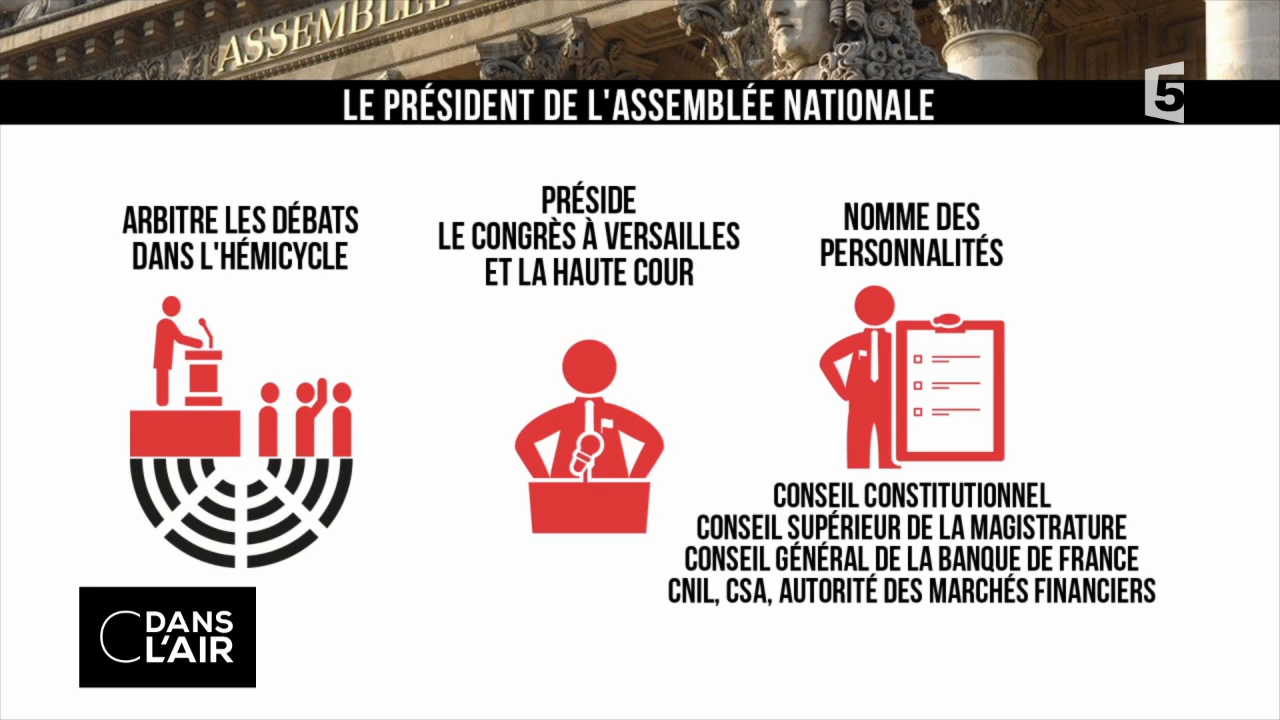 ASSEMBLÉE
LE PRÉSIDENT DE L'ASSEMBLÉE NATIONALE
5
ARBITRE LES DÉBATS
DANS L'HÉMICYCLE
PRÉSIDE
LE CONGRÈS À VERSAILLES
ET LA HAUTE COUR
NOMME DES
PERSONNALITÉS
CONSEIL CONSTITUTIONNEL
CONSEIL SUPÉRIEUR DE LA MAGISTRATURE
CONSEIL GÉNÉRAL DE LA BANQUE DE FRANCE
CNIL, CSA, AUTORITÉ DES MARCHÉS FINANCIERS
C DANS
L'AIR